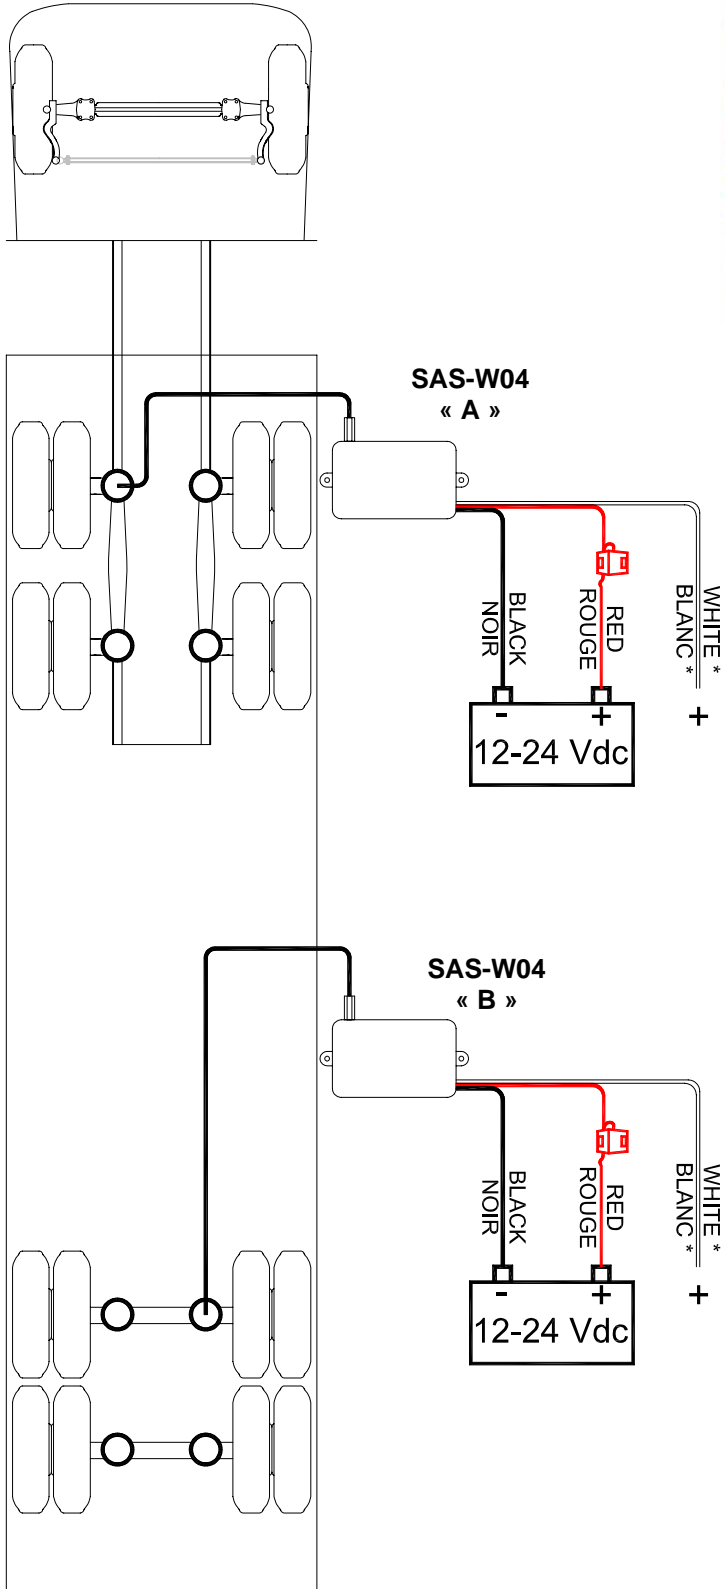 SAS-W04
« A »
WHITE *
BLANC *
RED
ROUGE
BLACK
NOIR
- + +
12-24 Vdc
SAS-W04
« B »
WHITE *
BLANC *
RED
ROUGE
BLACK
NOIR
- + +
12-24 Vdc